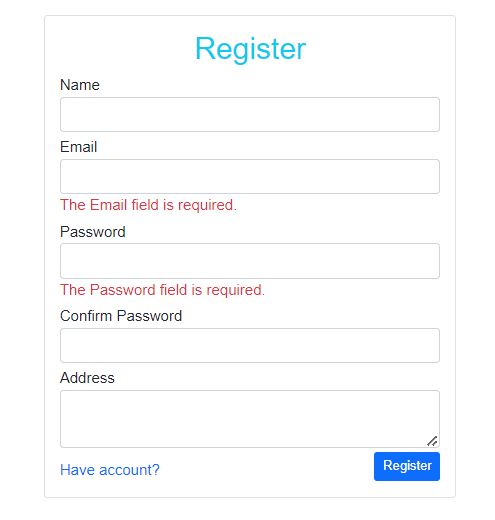 Register
Name
Email
The Email field is required.
Password
The Password field is required.
Confirm Password
Address
Have account?
Register